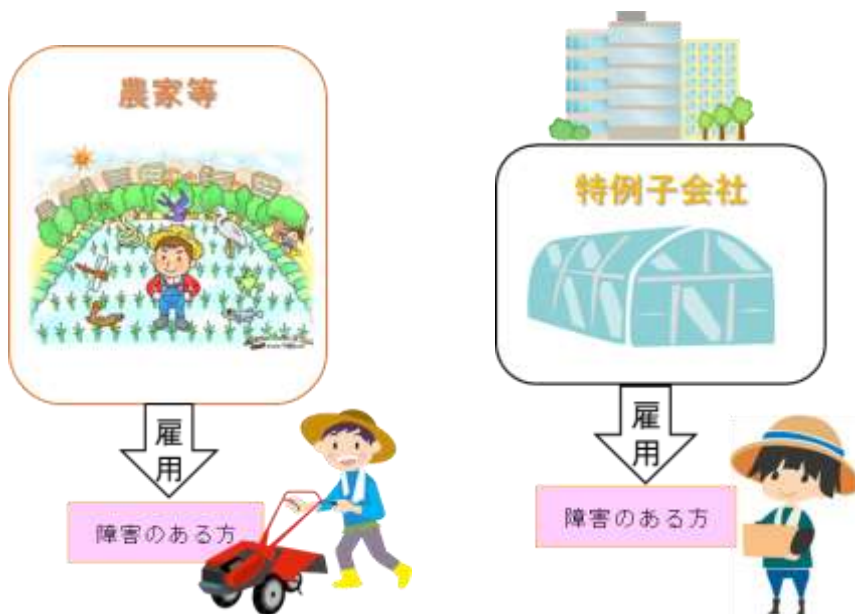 農家等
雇用
障害のある方
特例子会社
雇用
障害のある方